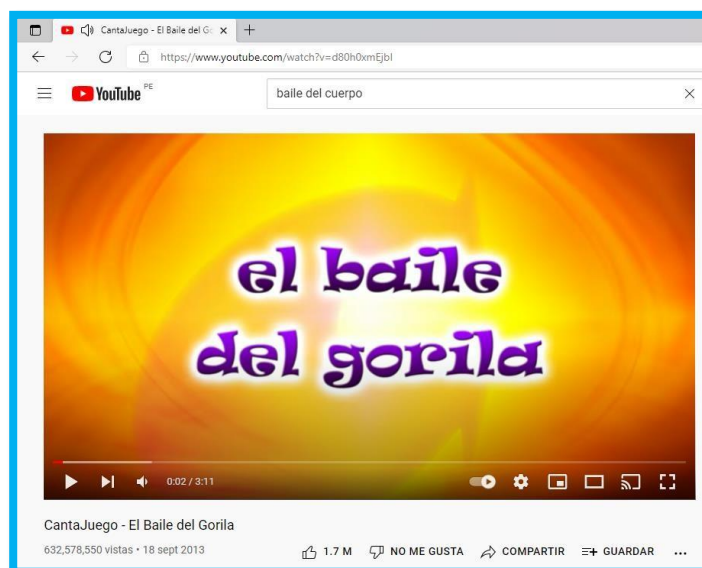 CantaJuego - El Baile del Go
https://www.youtube.com/watch?v=d80h0xmEjbI
YouTube PE
baile del cuerpo
el baile
del gorila
0:02 / 3:11
CantaJuego - El Baile del Gorila
632,578,550 vistas • 18 sept 2013 1.7 M NO ME GUSTA COMPARTIR GUARDAR ...